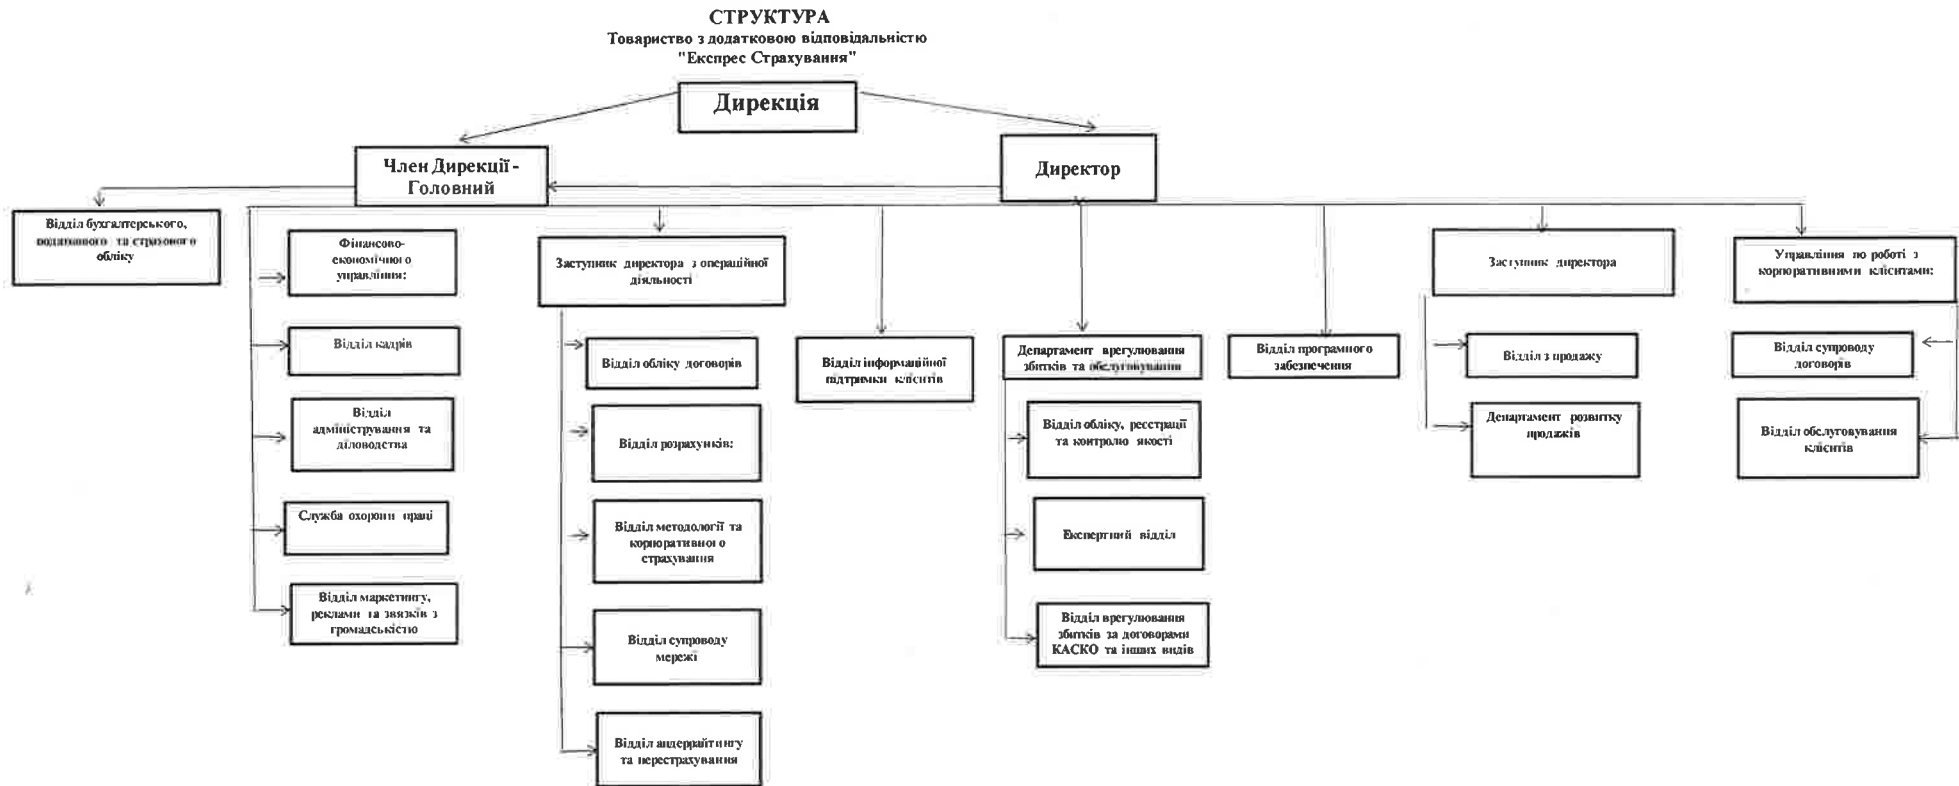 СТРУКТУРА
Товариство з додатковою відповідальністю
"Експрес Страхування"
Дирекція
Член Дирекції -
Головний
Директор
Відділ бухгалтерського,
податкового та страхового
обліку
Фінансово-
економічного
управління:
Заступник директора з операційної
діяльності
Заступник директора
Управління по роботі з
корпоративними клієнтами:
Відділ кадрів
Відділ обліку договорів
Відділ інформаційної
підтримки клієнтів
Департамент врегулювання
збитків та обслуговування
Відділ програмного
забезпечення
Відділ з продажу
Відділ супроводу
договорів
Відділ
адміністрування та
діловодства
Відділ розрахунків:
Відділ обліку, реєстрації
та контролю якості
Департамент розвитку
продажів
Відділ обслуговування
клієнтів
Служба охорони праці
Відділ методології та
корпоративного
страхування
Експертний відділ
Відділ маркетингу,
реклами та звязків з
громадськістю
Відділ супроводу
мережі
Відділ врегулювання
збитків за договорами
КАСКО та інших видів
Відділ андеррайтингу
та перестрахування